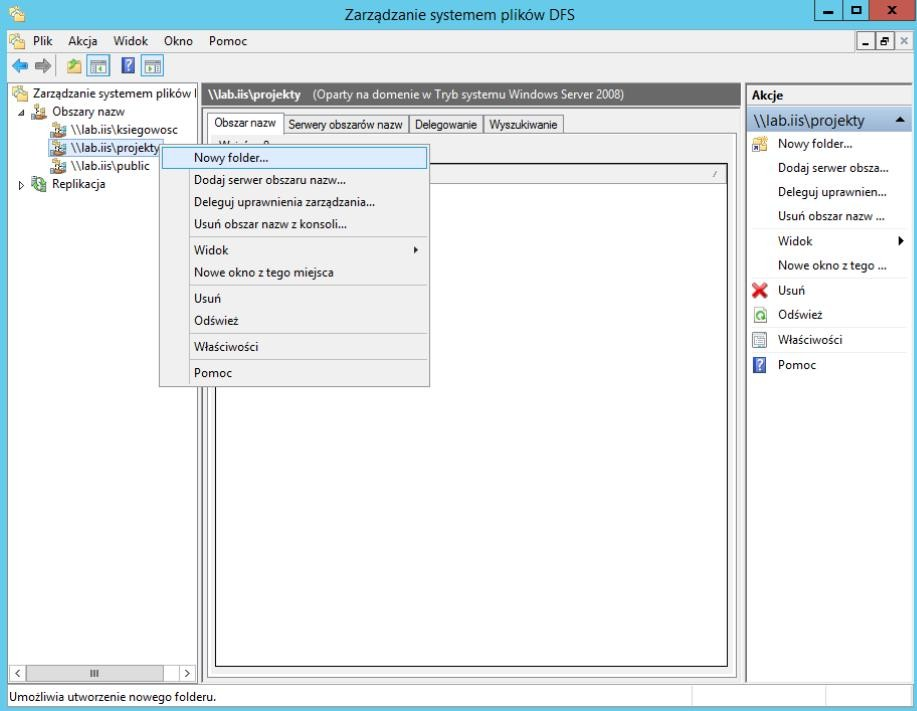 Zarządzanie systemem plików DFS
Plik Akcja Widok Okno Pomoc
Zarządzanie systemem plików
Obszary nazw
\\lab.iis\ksiegowosc
\\lab.iis\projekty
\\lab.iis\public
Replikacja
\\lab.iis\projekty (Oparty na domenie w Tryb systemu Windows Server 2008)
Obszar nazw Serwery obszarów nazw Delegowanie Wyszukiwanie
Nowy folder...
Dodaj serwer obszaru nazw...
Deleguj uprawnienia zarządzania...
Usuń obszar nazw z konsoli...
Widok
Nowe okno z tego miejsca
Usuń
Odśwież
Właściwości
Pomoc
Akcje
\\lab.iis\projekty
Nowy folder...
Dodaj serwer obsza...
Deleguj uprawnien...
Usuń obszar nazw ...
Widok
Nowe okno z tego ...
Usuń
Odśwież
Właściwości
Pomoc
Umożliwia utworzenie nowego folderu.